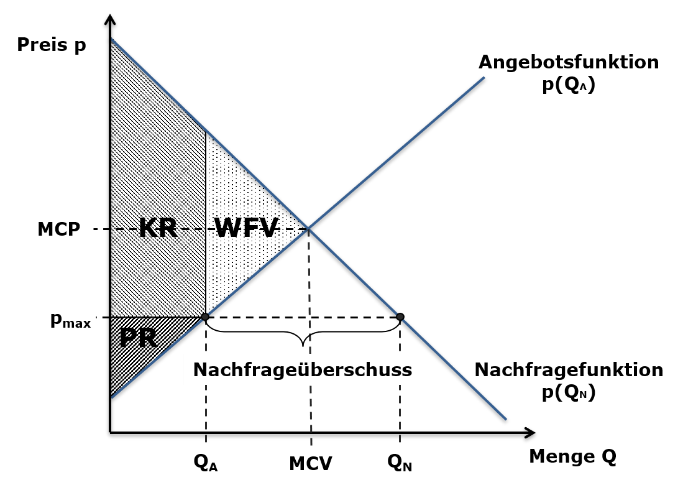 Preis p
Angebotsfunktion
p(QA)
MCP
KR
WFV
pmax
PR
Nachfrageüberschuss
Nachfragefunktion
p(QN)
QA
MCV
QN
Menge Q